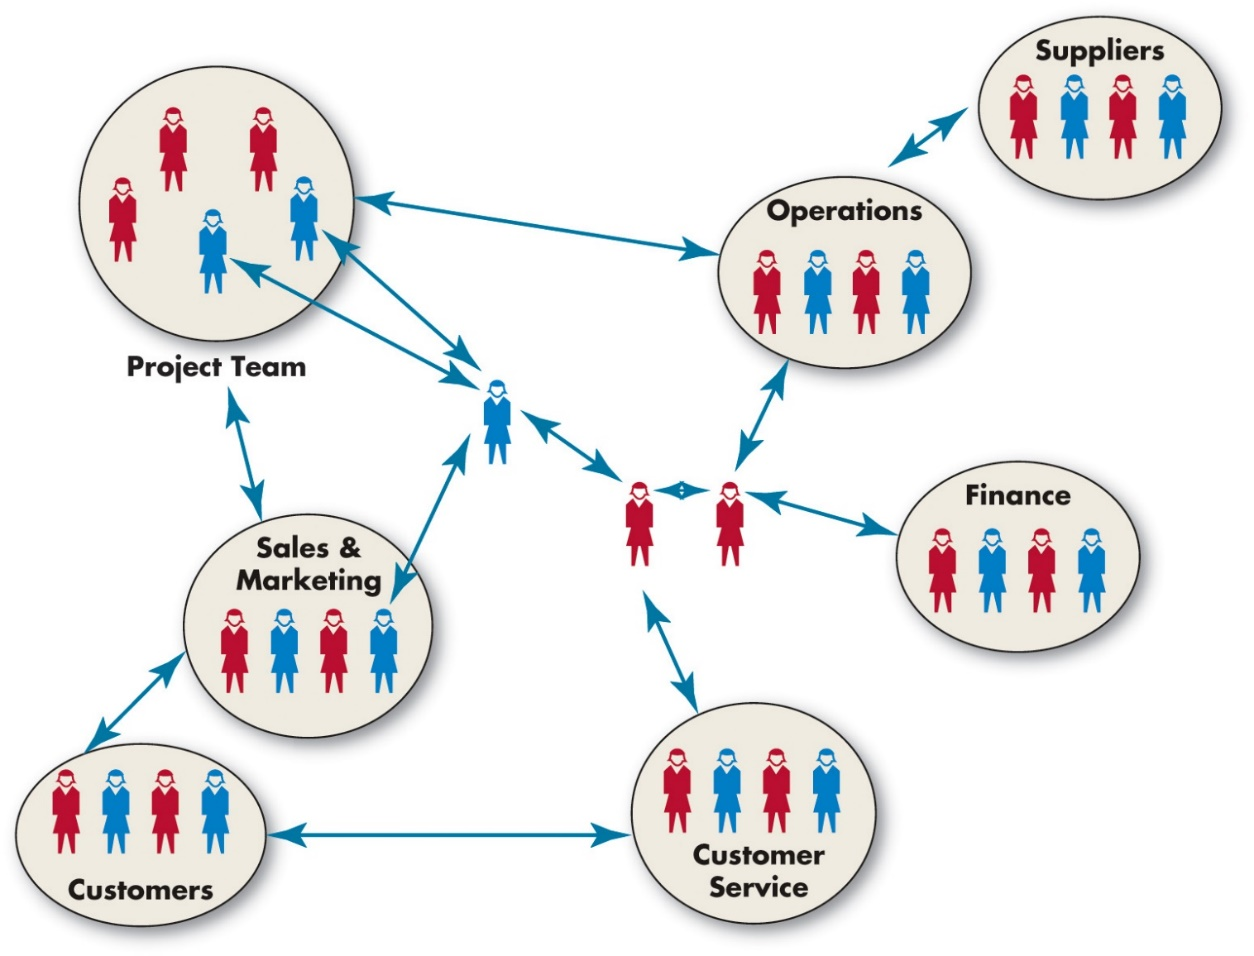 Suppliers
Operations
Project Team
Finance
Sales &
Marketing
Customer
Service
Customers